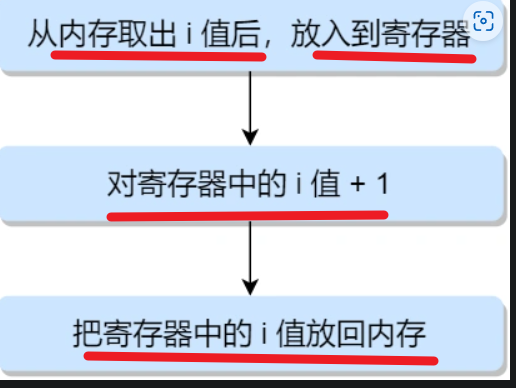 从内存取出 i 值后，放入到寄存器
对寄存器中的 i 值 + 1
把寄存器中的 i 值放回内存